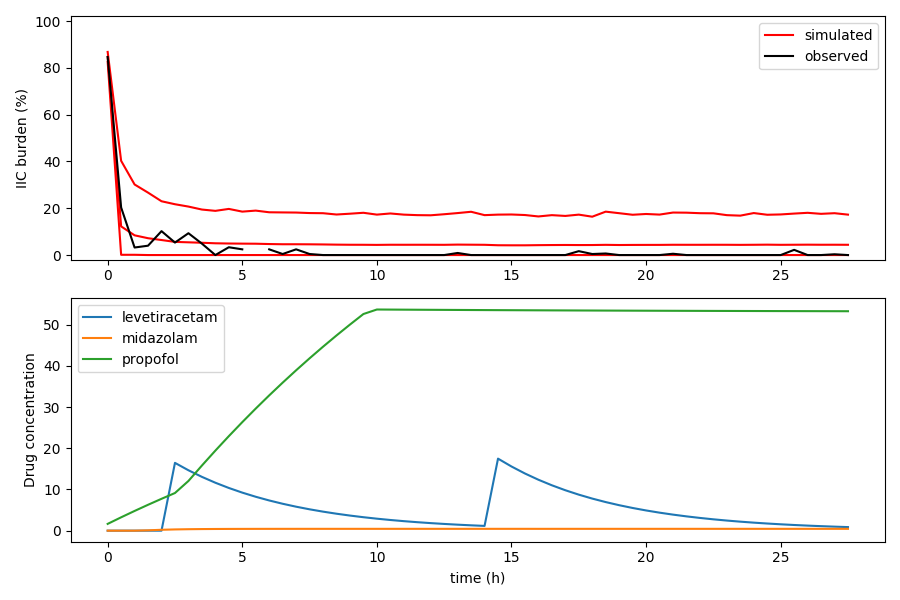 IIC burden (%)
100
80
60
40
20
0
simulated
observed
0 5 10 15 20 25
Drug concentration
50
40
30
20
10
0
levetiracetam
midazolam
propofol
0 5 10 15 20 25
time (h)